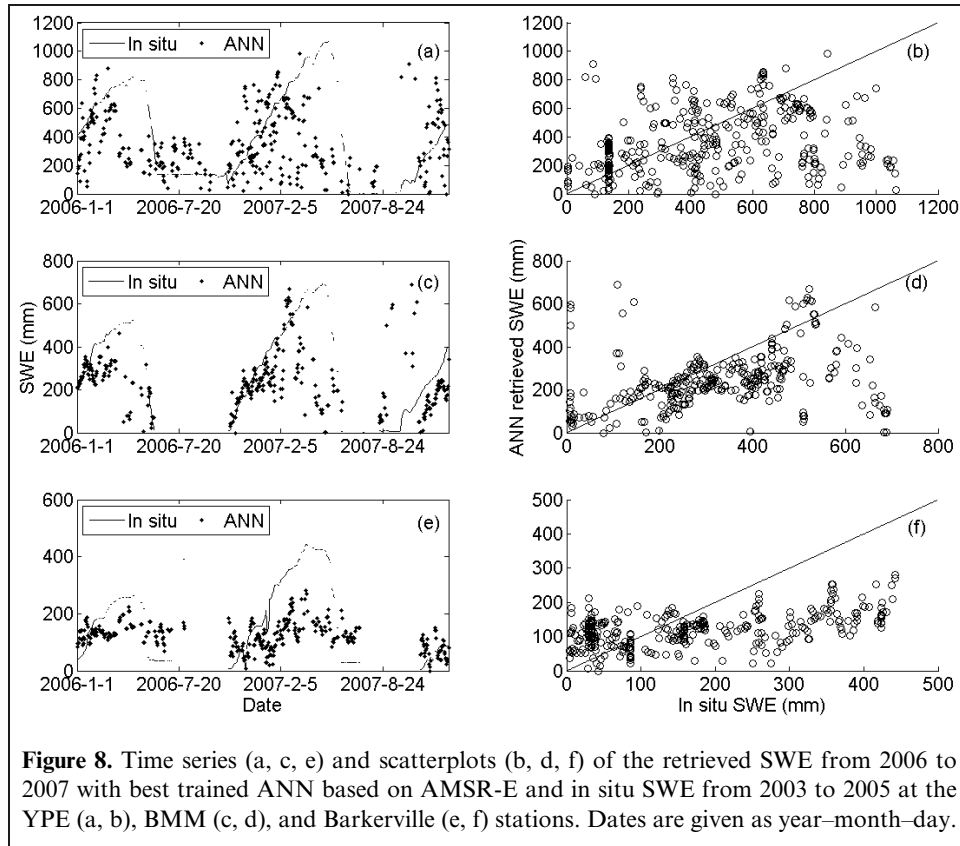 1200
1000
800
600
400
200
0
In situ
ANN
(a)
2006-1-1 2006-7-20 2007-2-5 2007-8-24
1200
1000
800
600
400
200
0
(b)
0 200 400 600 800 1000 1200
SWE (mm)
800
600
400
200
0
In situ
ANN
(c)
2006-1-1 2006-7-20 2007-2-5 2007-8-24
ANN retrieved SWE (mm)
800
600
400
200
0
(d)
0 200 400 600 800
600
400
200
0
In situ
ANN
(e)
2006-1-1 2006-7-20 2007-2-5 2007-8-24
Date
500
400
300
200
100
0
(f)
0 100 200 300 400 500
In situ SWE (mm)
Figure 8. Time series (a, c, e) and scatterplots (b, d, f) of the retrieved SWE from 2006 to
2007 with best trained ANN based on AMSR-E and in situ SWE from 2003 to 2005 at the
YPE (a, b), BMM (c, d), and Barkerville (e, f) stations. Dates are given as year–month–day.